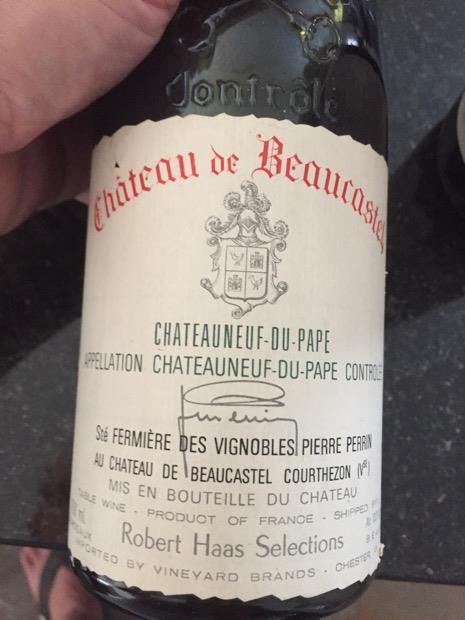 Contrôlé
Château de Beaucastel
CHATEAUNEUF-DU-PAPE
APPELLATION CHATEAUNEUF-DU-PAPE CONTROLÉE
Sté FERMIÈRE DES VIGNOBLES PIERRE PERRIN
AU CHATEAU DE BEAUCASTEL COURTHEZON (Vse)
MIS EN BOUTEILLE DU CHATEAU
TABLE WINE - PRODUCT OF FRANCE - SHIPPED
Robert Haas Selections
IMPORTED BY VINEYARD BRANDS - CHESTER,